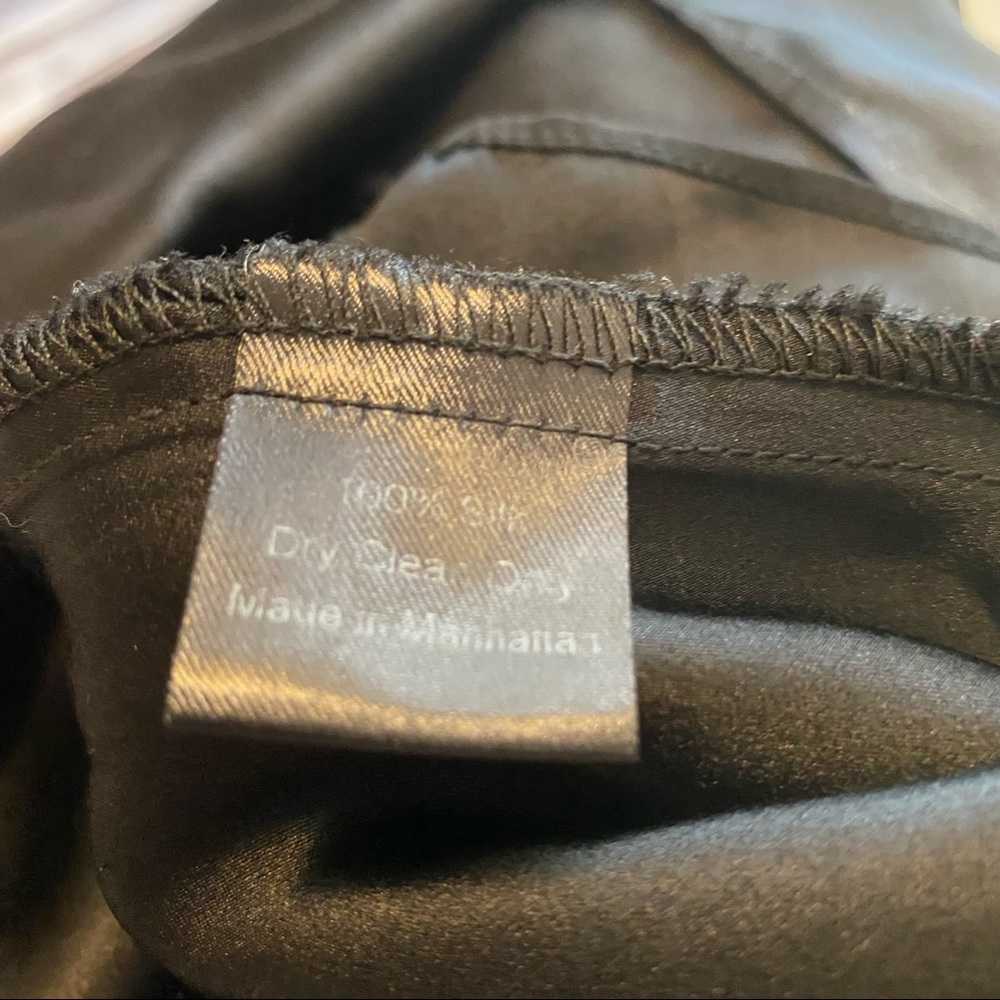 100% Silk
Dry Clean Only
Made in Manhattan